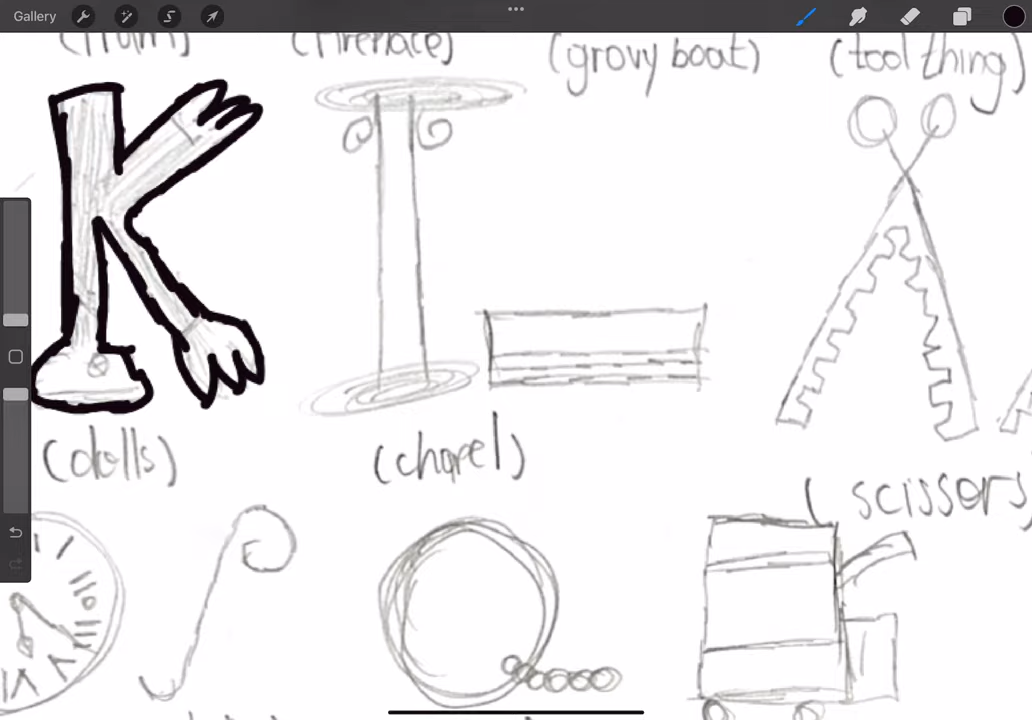 Gallery
(fireplace) (grovy boat) (tool thing)
K
(dolls) (chapel) (scissors)